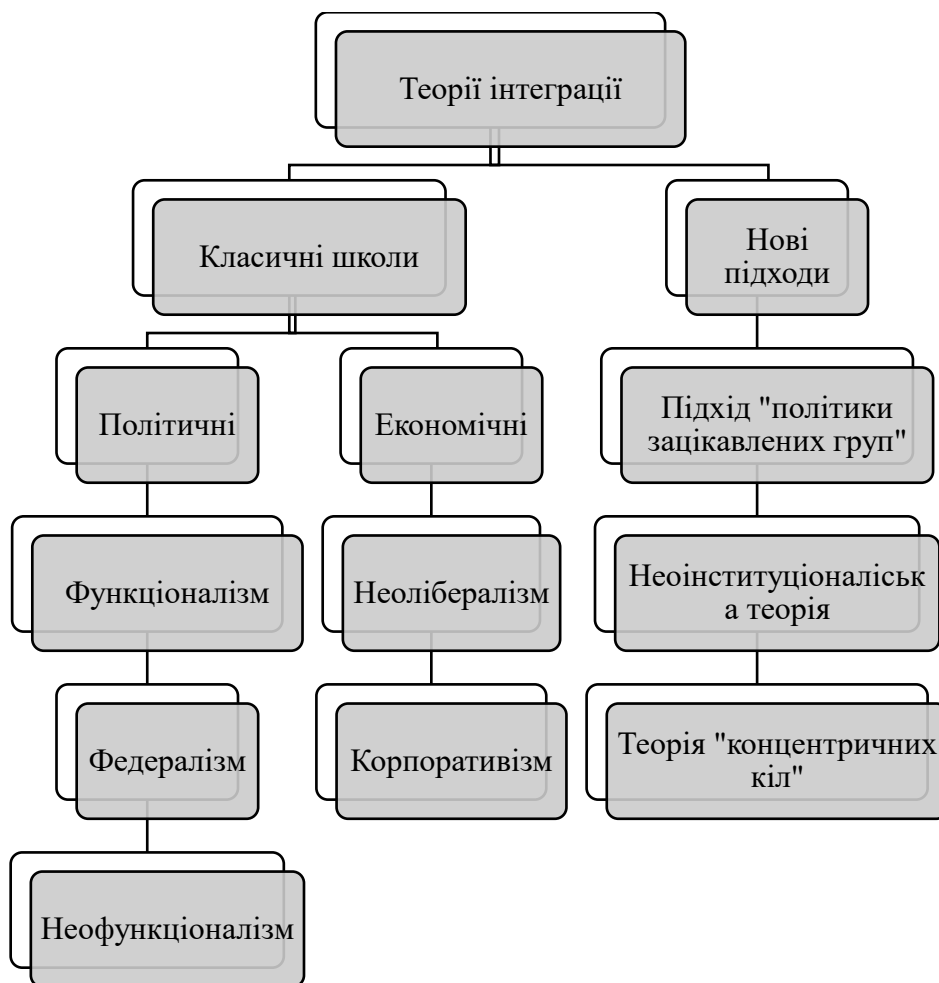 Теорії інтеграції
Класичні школи
Нові
підходи
Політичні
Економічні
Підхід "політики
зацікавлених груп"
Функціоналізм
Неолібералізм
Неоінституціоналіськ
а теорія
Федералізм
Корпоративізм
Теорія "концентричних
кіл"
Неофункціоналізм